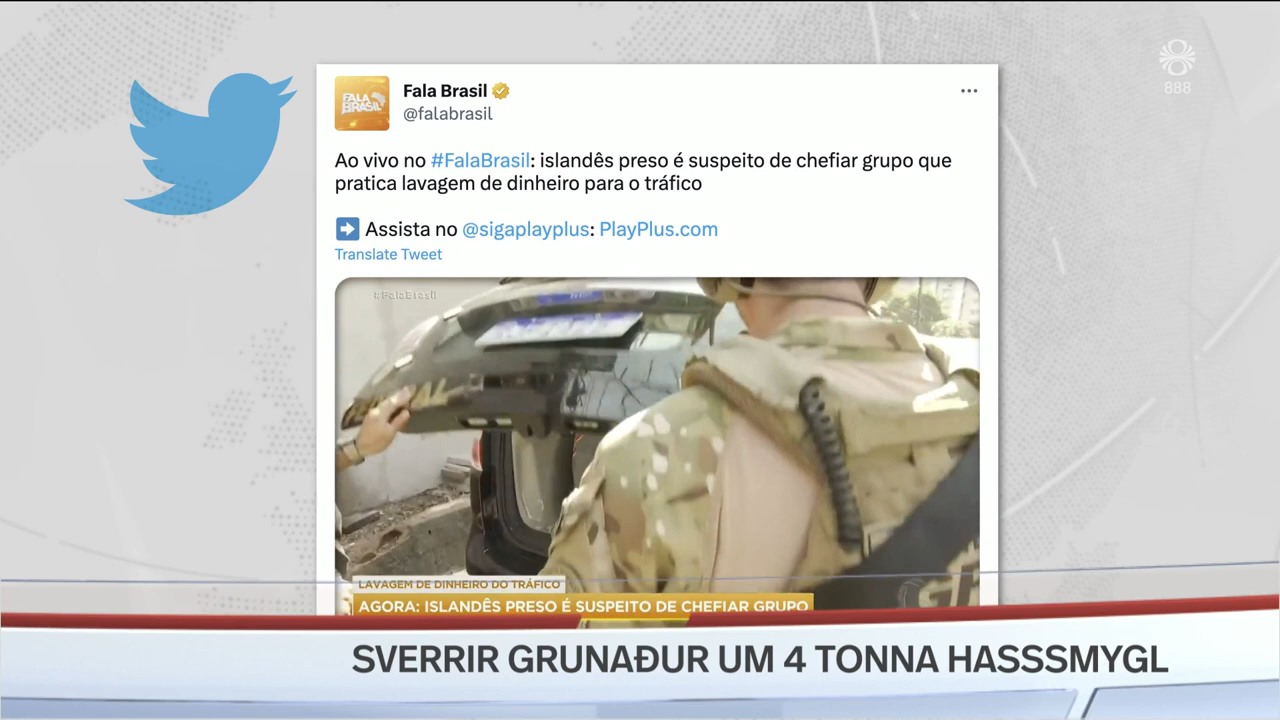 888
FALA BRASIL
Fala Brasil
@falabrasil
Ao vivo no #FalaBrasil: islandês preso é suspeito de chefiar grupo que
pratica lavagem de dinheiro para o tráfico
Assista no @sigaplayplus: PlayPlus.com
Translate Tweet
#FalaBrasil
LAVAGEM DE DINHEIRO DO TRÁFICO
AGORA: ISLANDÊS PRESO É SUSPEITO DE CHEFIAR GRUPO
SVERRIR GRUNAÐUR UM 4 TONNA HASSSMYGL